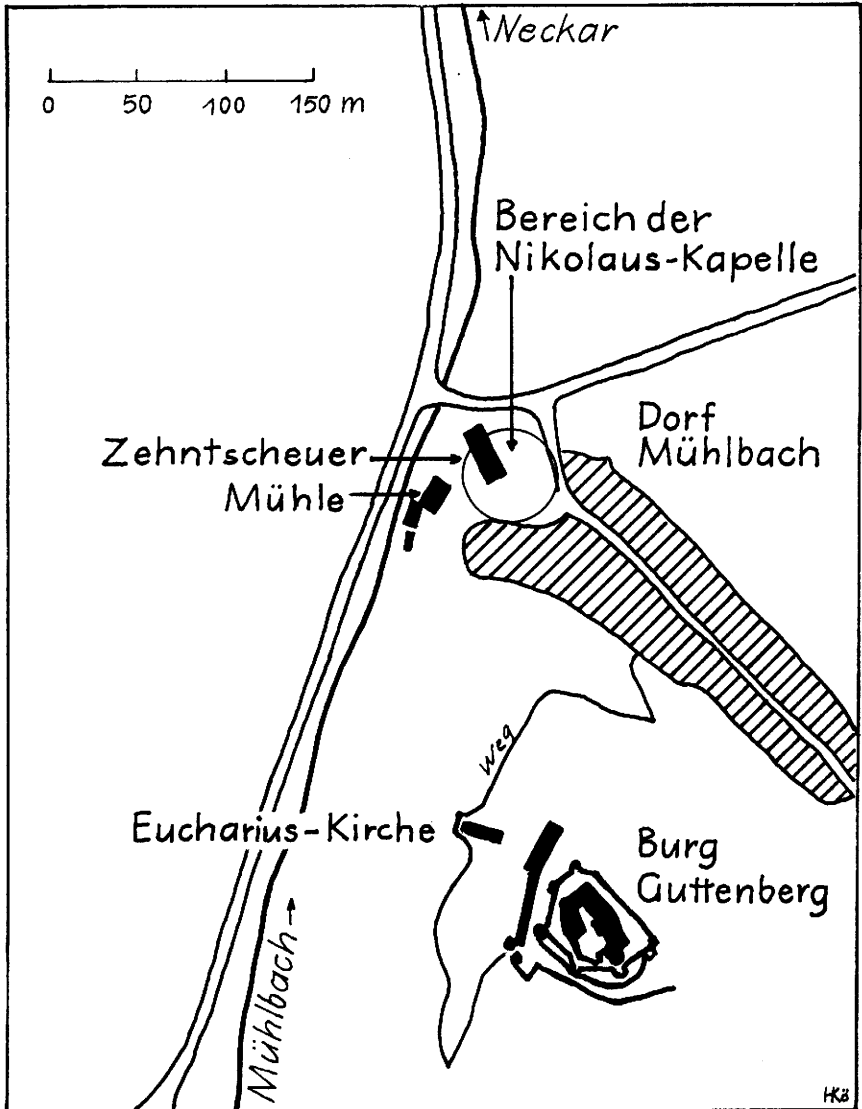 Neckar
0 50 100 150 m
Bereich der
Nikolaus-Kapelle
Dorf
Mühlbach
Zehntscheuer
Mühle
Weg
Eucharius-Kirche
Burg
Guttenberg
Mühlbach
HKö